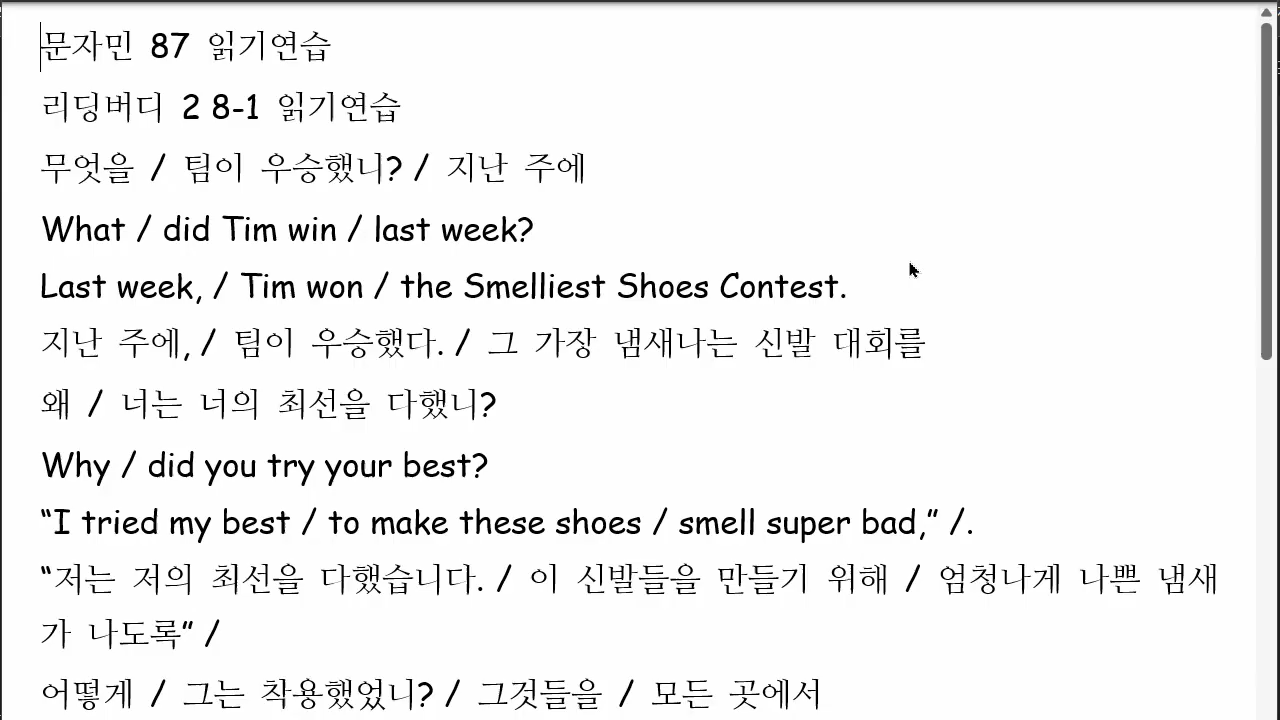 문자민 87 읽기연습
리딩버디 2 8-1 읽기연습
무엇을 / 팀이 우승했니? / 지난 주에
What / did Tim win / last week?
Last week, / Tim won / the Smelliest Shoes Contest.
지난 주에, / 팀이 우승했다. / 그 가장 냄새나는 신발 대회를
왜 / 너는 너의 최선을 다했니?
Why / did you try your best?
“I tried my best / to make these shoes / smell super bad,” /.
“저는 저의 최선을 다했습니다. / 이 신발들을 만들기 위해 / 엄청나게 나쁜 냄새
가 나도록” /
어떻게 / 그는 착용했었니? / 그것들을 / 모든 곳에서